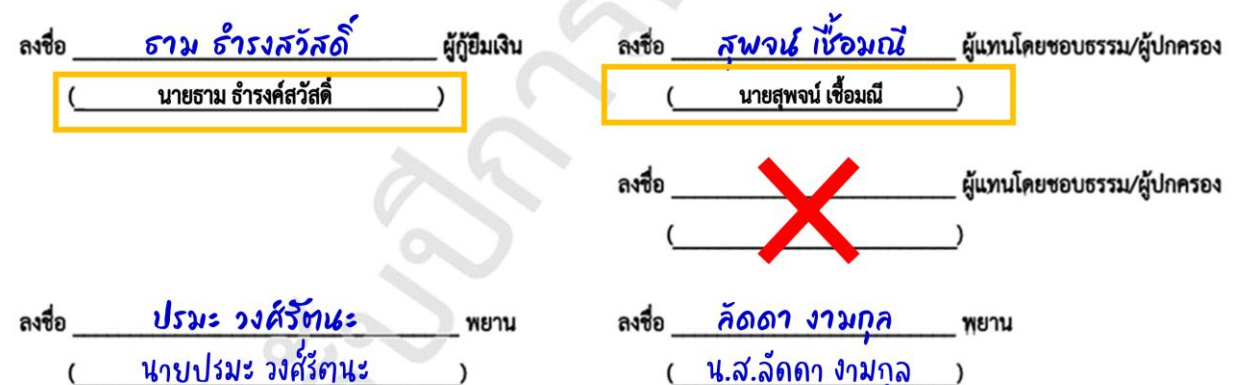 ลงชื่อ ธาม ธำรงสวัสดิ์ ผู้กู้ยืมเงิน ลงชื่อ สุพจน์ เชื้อมณี ผู้แทนโดยชอบธรรม/ผู้ปกครอง
( นายธาม ธำรงค์สวัสดิ์ ) ( นายสุพจน์ เชื้อมณี )
ลงชื่อ ผู้แทนโดยชอบธรรม/ผู้ปกครอง
( )
ลงชื่อ ปรมะ วงศ์รัตนะ พยาน ลงชื่อ ลัดดา งามกุล พยาน
( นายปรมะ วงศ์รัตนะ ) ( น.ส.ลัดดา งามกุล )